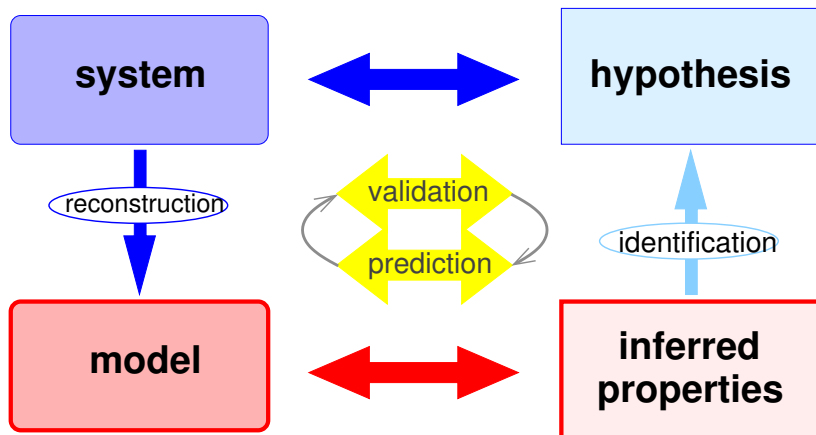 system
hypothesis
validation
reconstruction
identification
prediction
model
inferred
properties